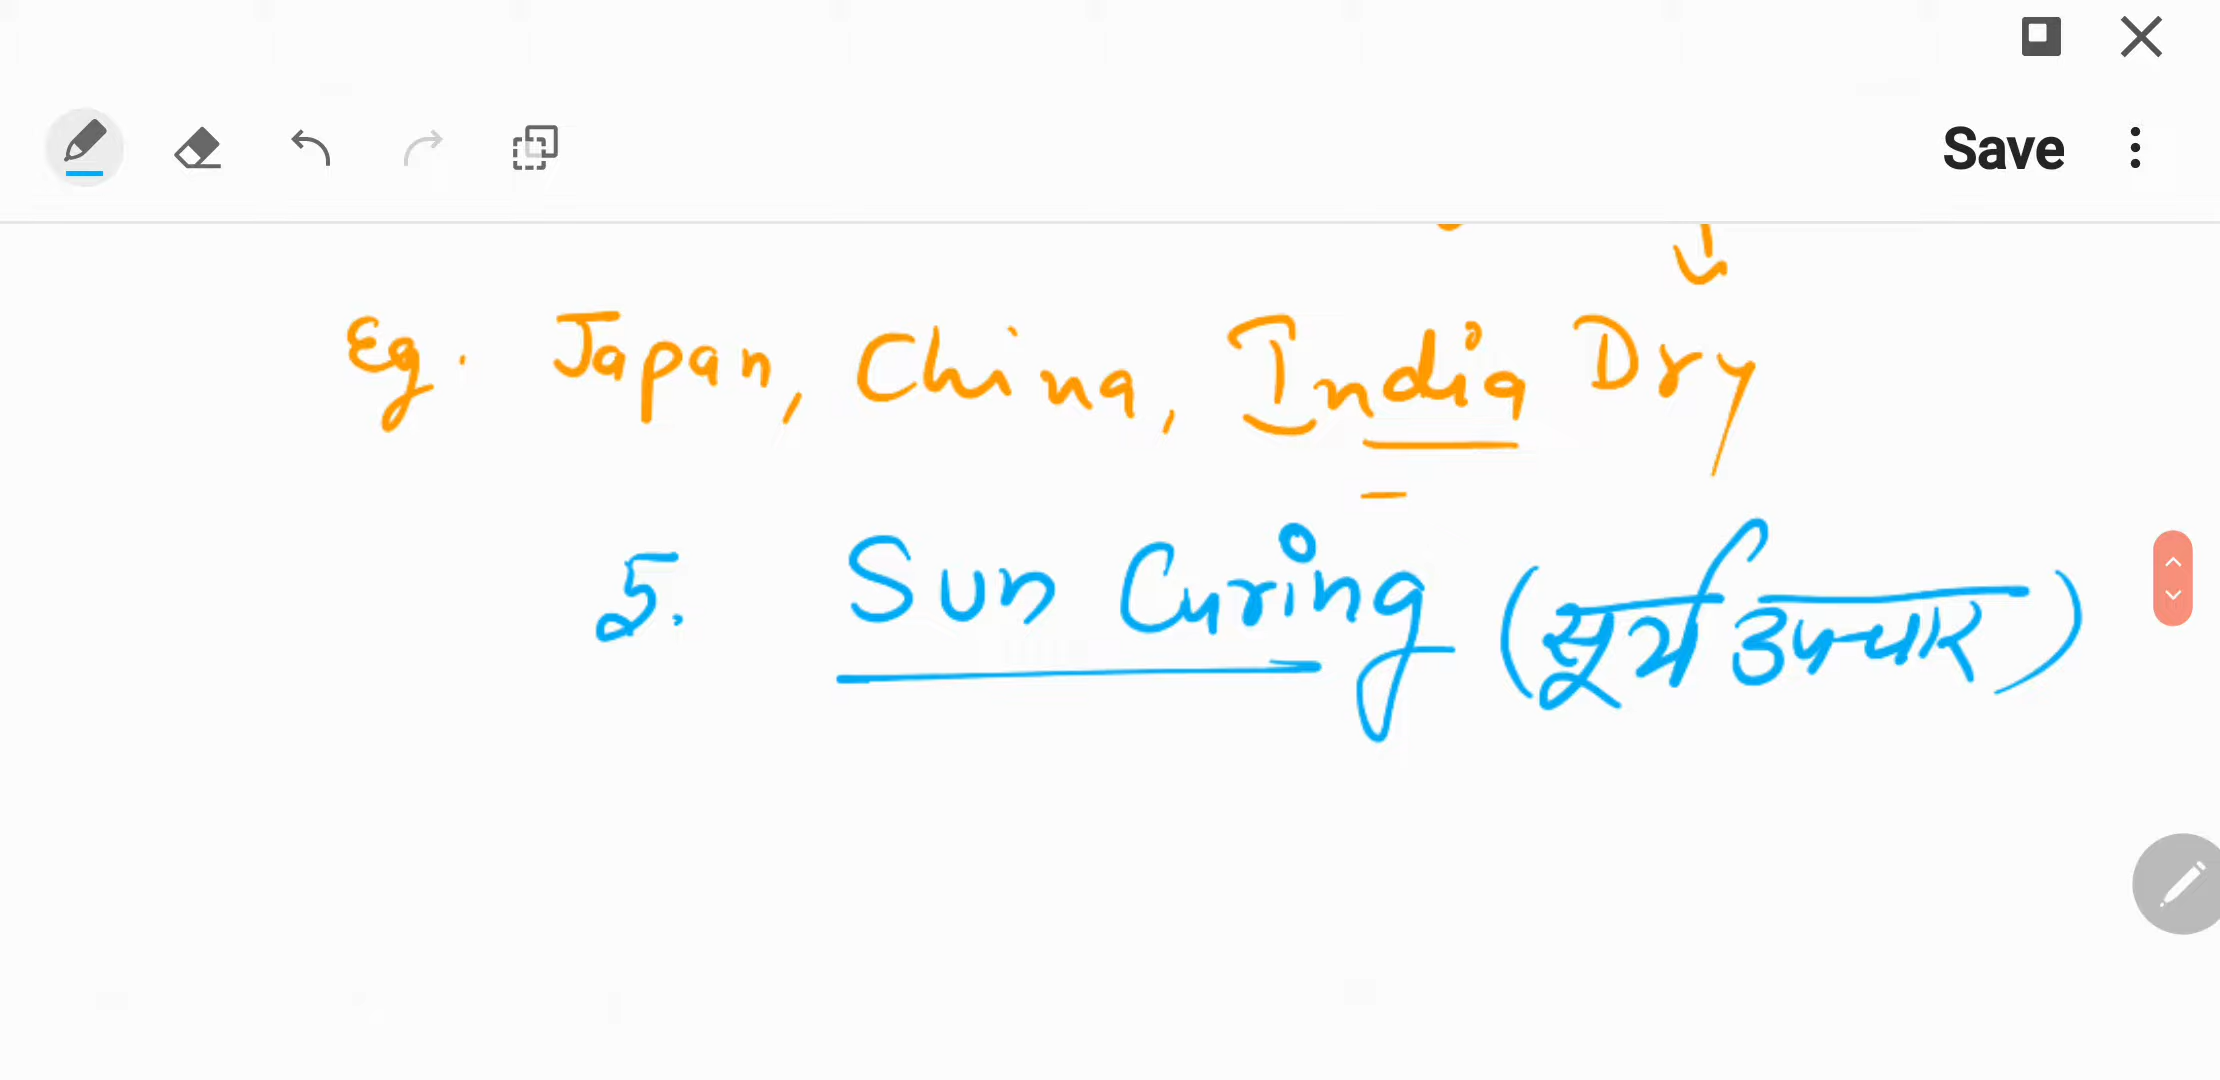 Save
Eg. Japan, China, India Dry
5. Sun Curing (सूर्य उपचार)